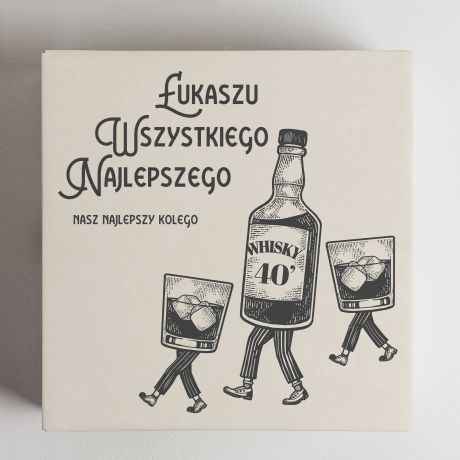 Łukaszu
Wszystkiego
Najlepszego
NASZ NAJLEPSZY KOLEGO
WHISKY
40'